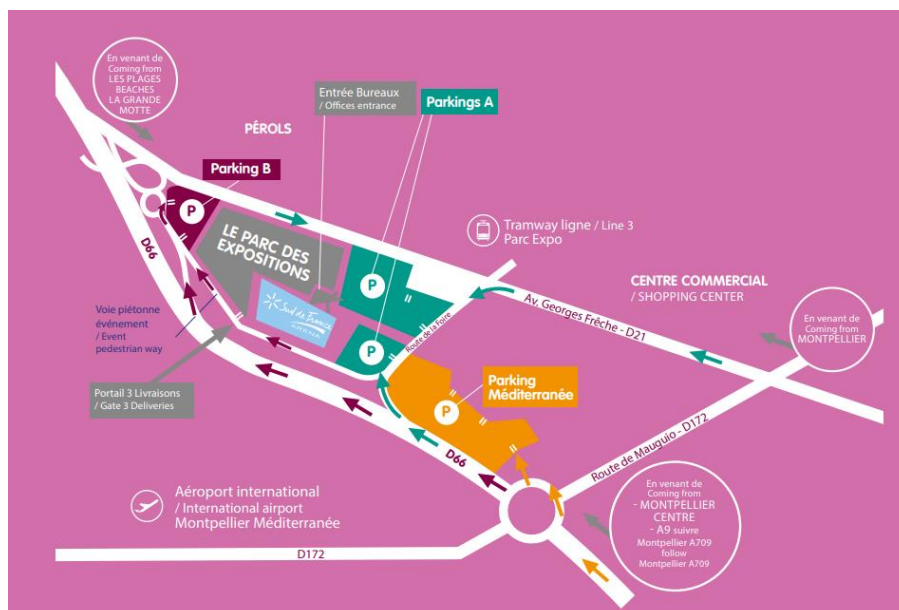 En venant de
Coming from
LES PLAGES
BEACHES
LA GRANDE
MOTTE
Entrée Bureaux
/ Offices entrance
Parkings A
PÉROLS
Parking B
P
LE PARC DES
EXPOSITIONS
Tramway ligne / Line 3
Parc Expo
D66
P
CENTRE COMMERCIAL
/ SHOPPING CENTER
Sud de France
ARENA
Av. Georges Frêche - D21
En venant de
Coming from
MONTPELLIER
Voie piétonne
événement
/ Event
pedestrian way
Route de la Foire
P
Portail 3 Livraisons
/ Gate 3 Deliveries
Parking
Méditerranée
P
D66
Route de Mauguio - D172
Aéroport international
/ International airport
Montpellier Méditerranée
En venant de
Coming from
- MONTPELLIER
CENTRE
- A9 suivre
Montpellier A709
follow
Montpellier A709
D172